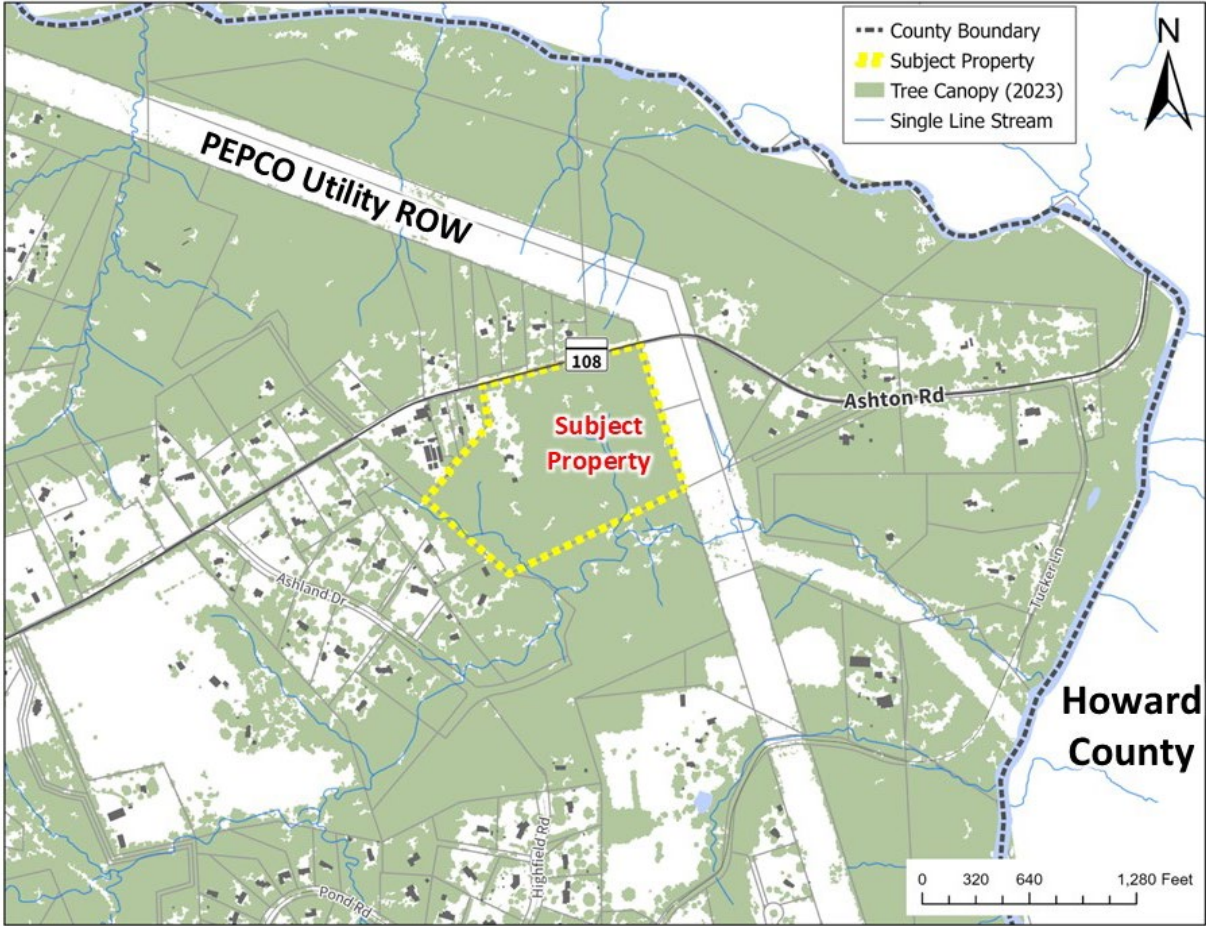 County Boundary
Subject Property
Tree Canopy (2023)
Single Line Stream
N
PEPCO Utility ROW
108
Ashton Rd
Subject
Property
Ashland Dr
Tucker Ln
Howard
County
Highfield Rd
Pond Rd
0 320 640 1,280 Feet